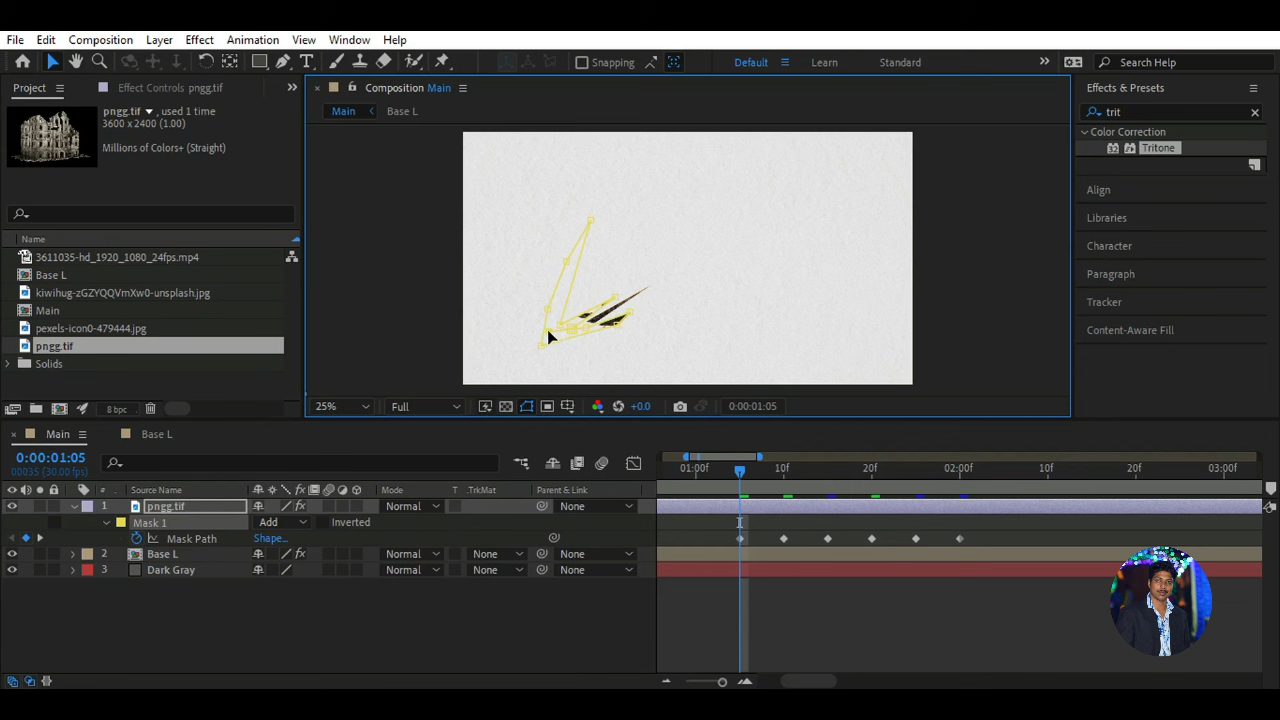 File Edit Composition Layer Effect Animation View Window Help
Snapping Default Learn Standard Search Help
Project Effect Controls pngg.tif
pngg.tif , used 1 time
3600 x 2400 (1.00)
Millions of Colors+ (Straight)
Name
3611035-hd_1920_1080_24fps.mp4
Base L
kiwihug-zGZYQQVmXw0-unsplash.jpg
Main
pexels-icon0-479444.jpg
pngg.tif
Solids
8 bpc
Composition Main
Main Base L
25% Full +0.0 0:00:01:05
Effects & Presets
trit
Color Correction
32 Tritone
Align
Libraries
Character
Paragraph
Tracker
Content-Aware Fill
Main Base L
0:00:01:05
00035 (30.00 fps)
01:00f 10f 20f 02:00f 10f 20f 03:00f
# Source Name Mode T TrkMat Parent & Link
1 pngg.tif Normal None
Mask 1 Add Inverted
Mask Path Shape...
2 Base L Normal None None
3 Dark Gray Normal None None